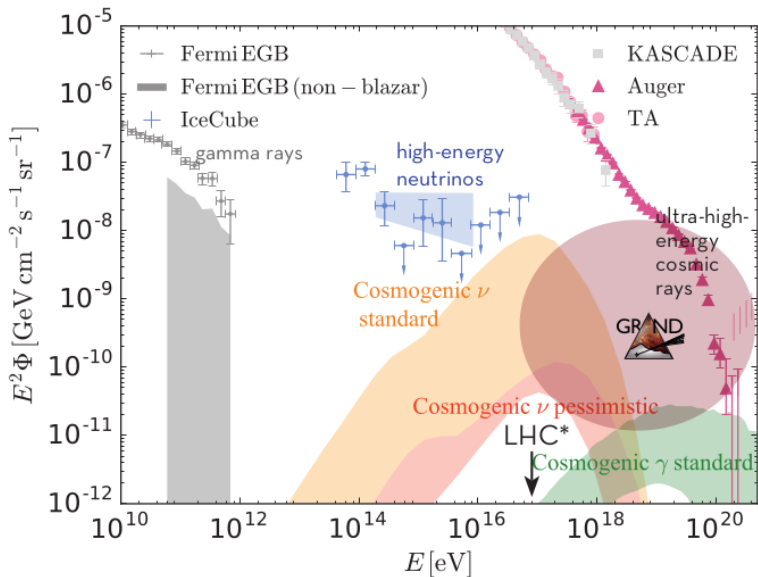 10⁻⁵
10⁻⁶
10⁻⁷
10⁻⁸
10⁻⁹
10⁻¹⁰
10⁻¹¹
10⁻¹²
E²Φ [GeV cm⁻² s⁻¹ sr⁻¹]
Fermi EGB
Fermi EGB (non − blazar)
IceCube
KASCADE
Auger
TA
gamma rays
high-energy
neutrinos
ultra-high-
energy
cosmic
rays
Cosmogenic ν
standard
GRAND
Cosmogenic ν pessimistic
LHC*
Cosmogenic γ standard
10¹⁰
10¹²
10¹⁴
10¹⁶
10¹⁸
10²⁰
E [eV]